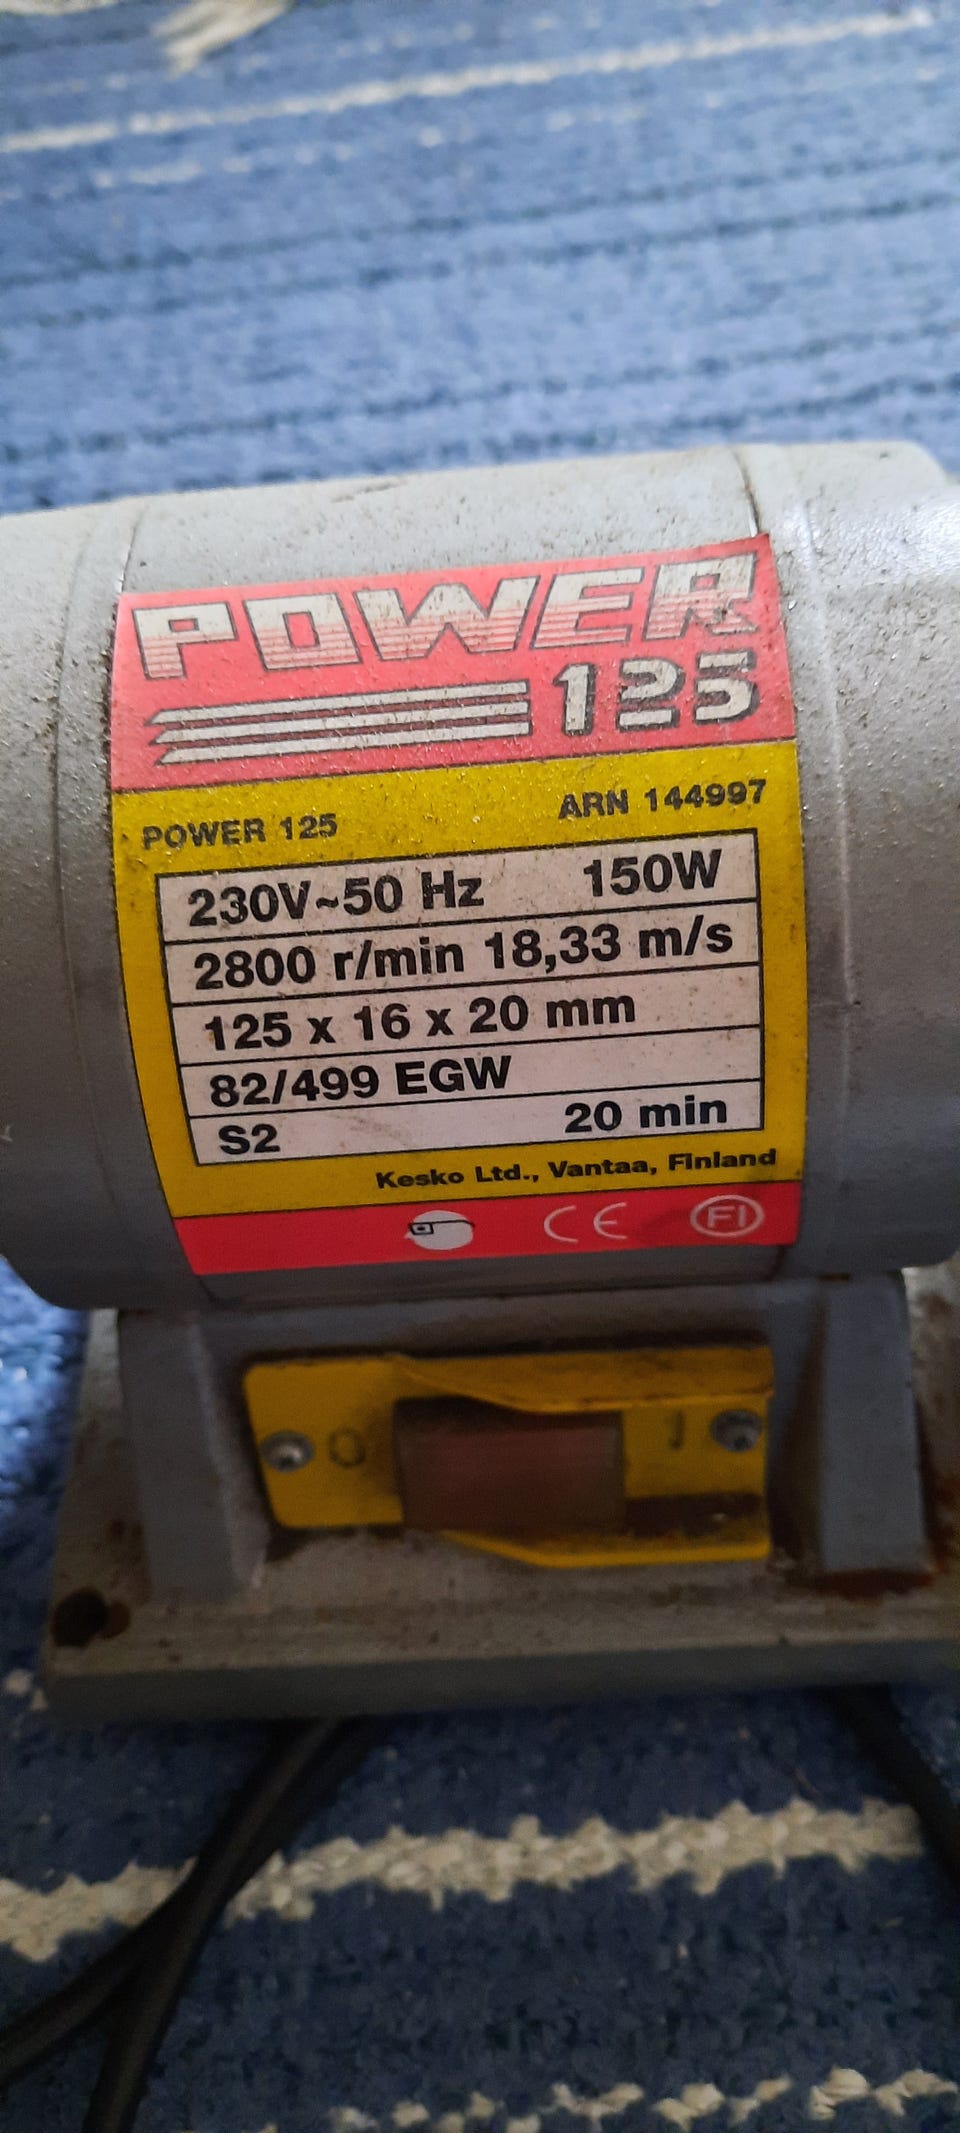 POWER
125
POWER 125 ARN 144997
230V~50 Hz 150W
2800 r/min 18,33 m/s
125 x 16 x 20 mm
82/499 EGW
S2 20 min
Kesko Ltd., Vantaa, Finland
CE FI
O I